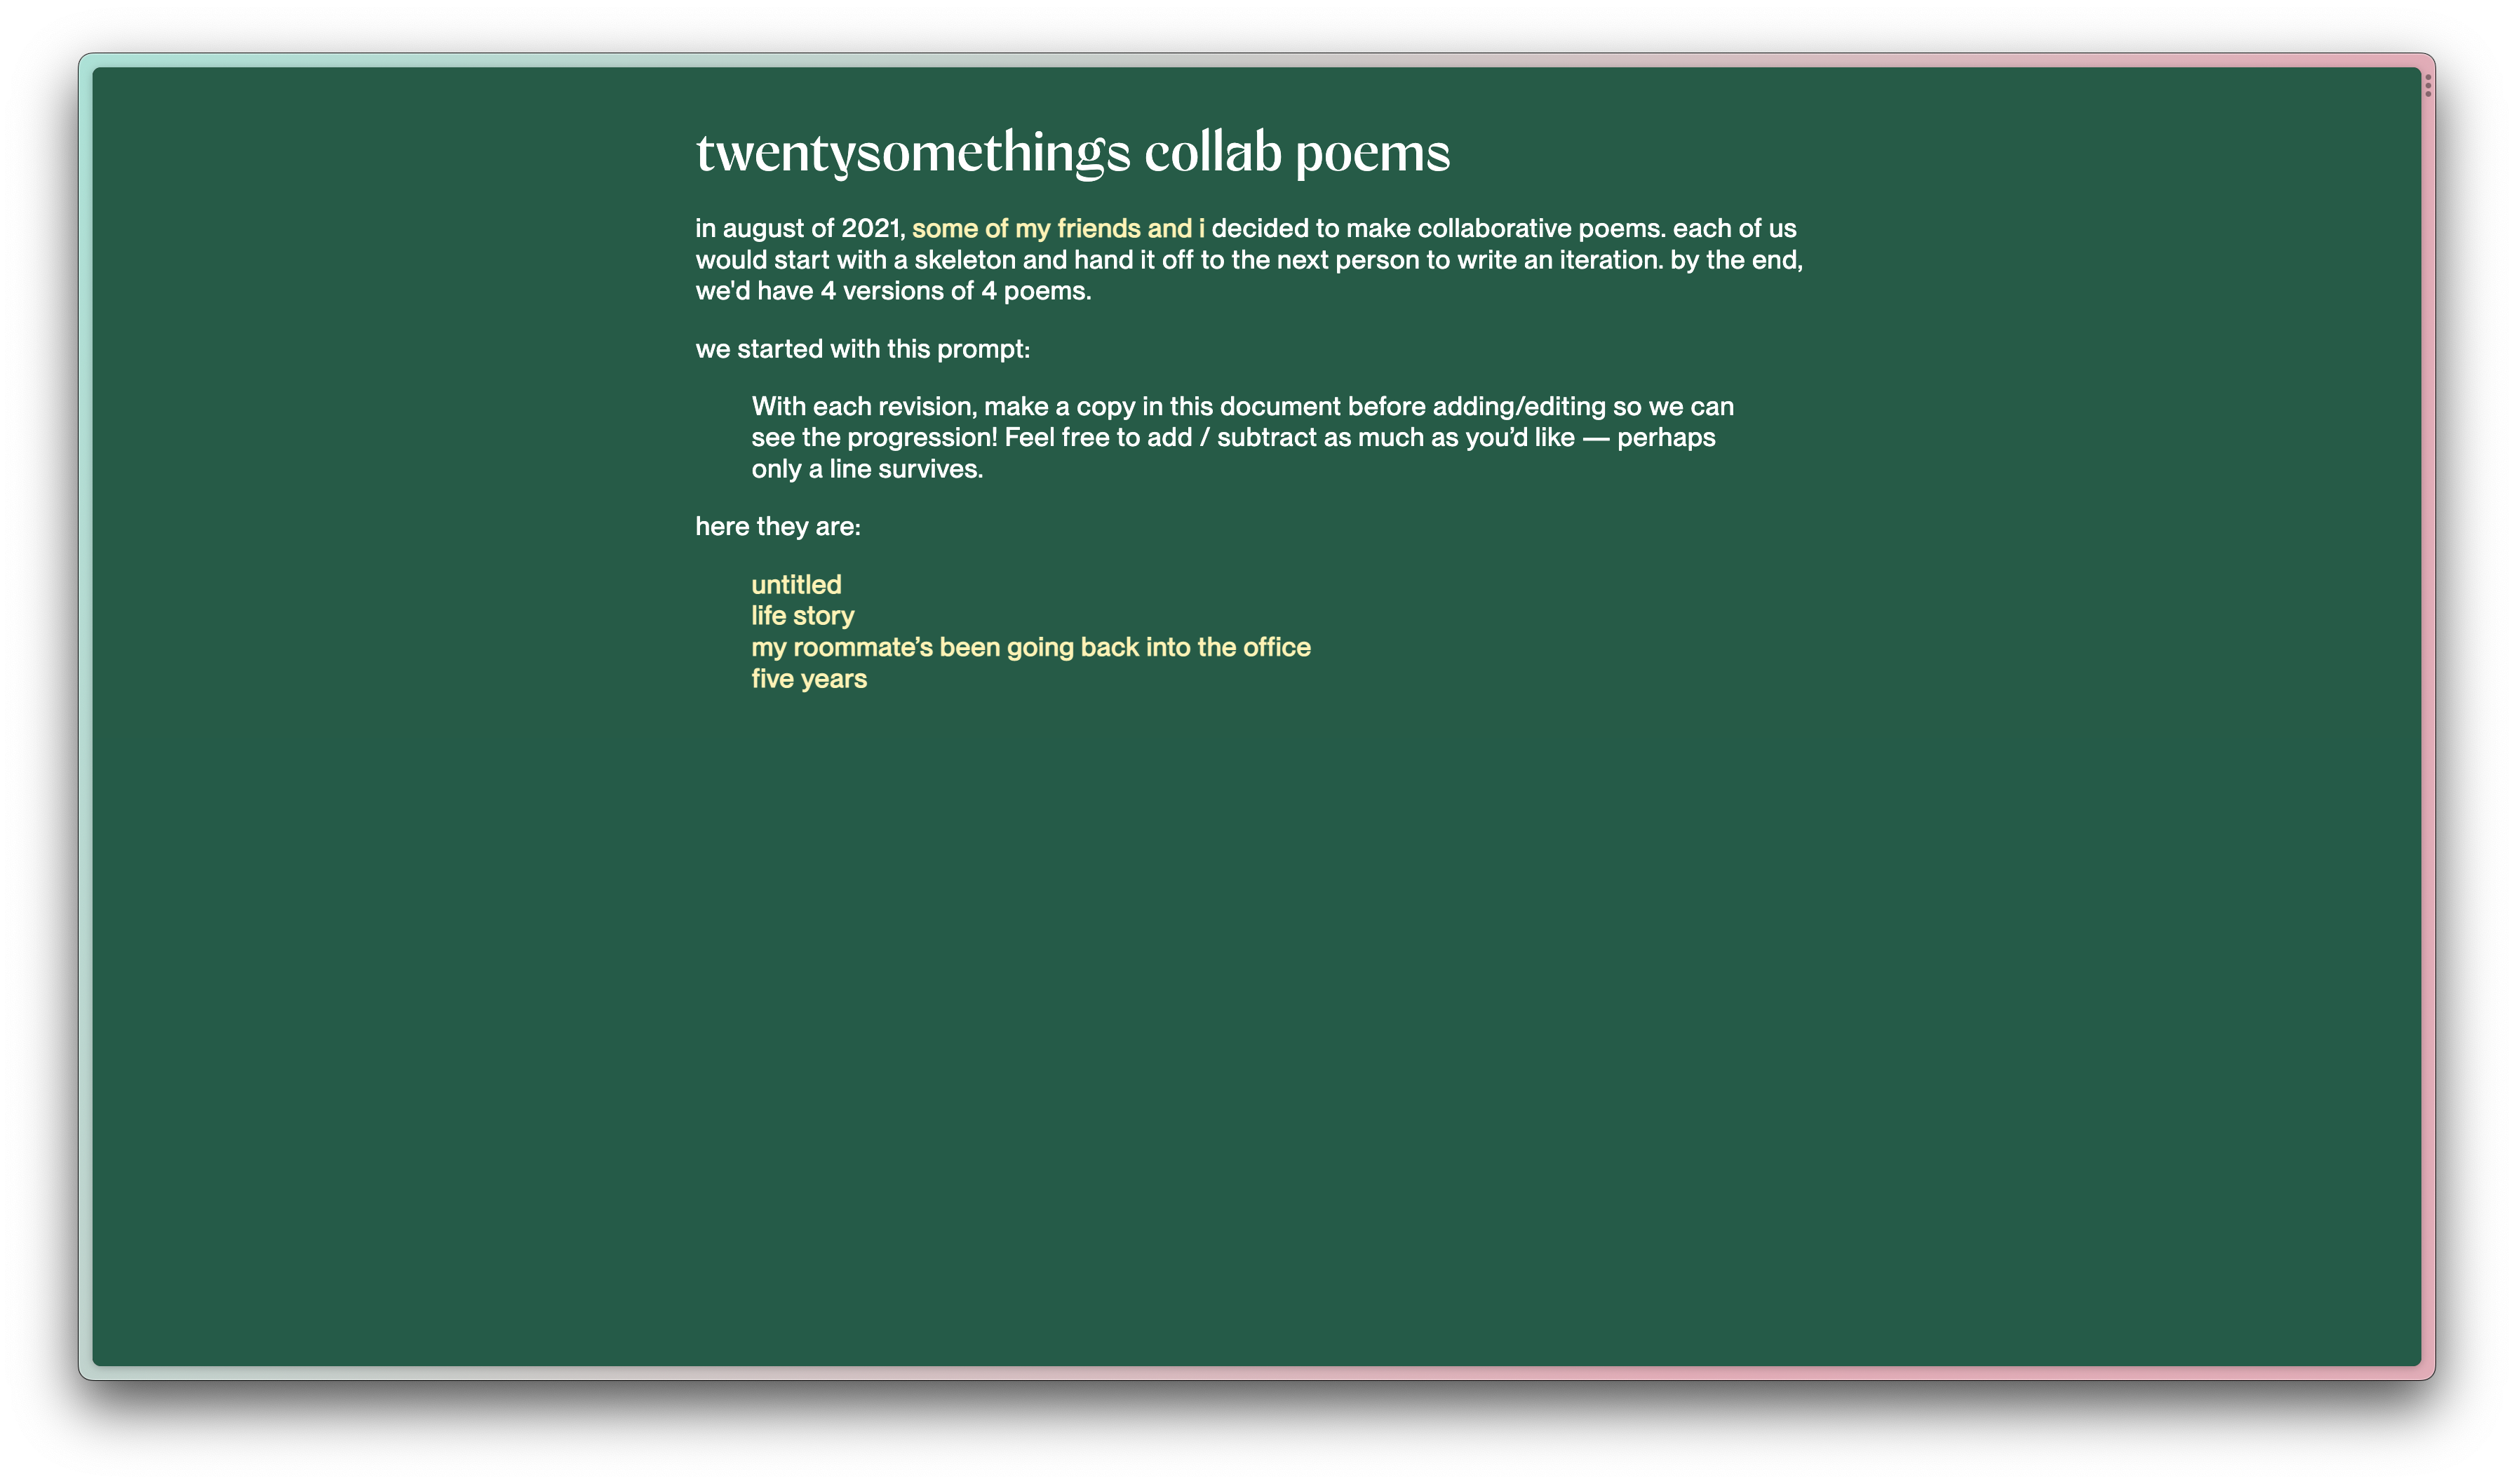 twentysomethings collab poems
in august of 2021, some of my friends and i decided to make collaborative poems. each of us
would start with a skeleton and hand it off to the next person to write an iteration. by the end,
we'd have 4 versions of 4 poems.
we started with this prompt:
With each revision, make a copy in this document before adding/editing so we can
see the progression! Feel free to add / subtract as much as you’d like — perhaps
only a line survives.
here they are:
untitled
life story
my roommate’s been going back into the office
five years